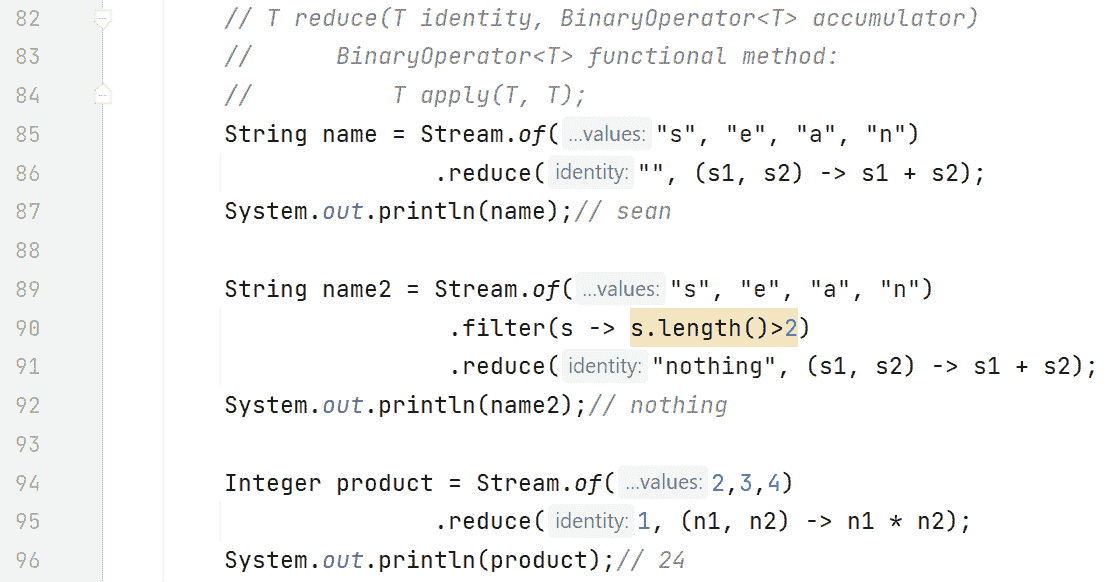 82 // T reduce(T identity, BinaryOperator<T> accumulator)
83 //      BinaryOperator<T> functional method:
84 //          T apply(T, T);
85 String name = Stream.of( ...values: "s", "e", "a", "n")
86 .reduce( identity: "", (s1, s2) -> s1 + s2);
87 System.out.println(name);// sean
88
89 String name2 = Stream.of( ...values: "s", "e", "a", "n")
90 .filter(s -> s.length()>2)
91 .reduce( identity: "nothing", (s1, s2) -> s1 + s2);
92 System.out.println(name2);// nothing
93
94 Integer product = Stream.of( ...values: 2,3,4)
95 .reduce( identity: 1, (n1, n2) -> n1 * n2);
96 System.out.println(product);// 24